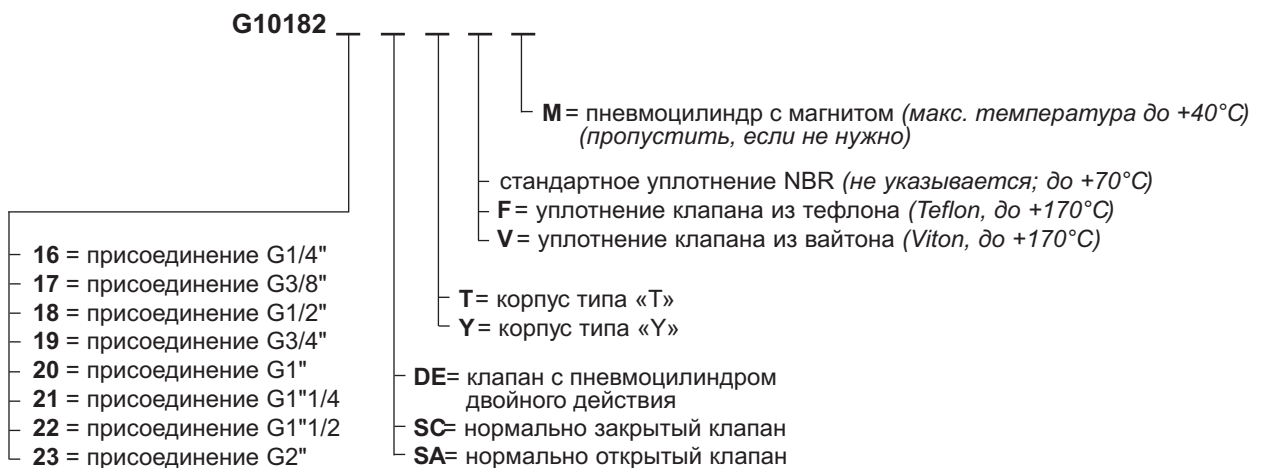 G10182 _ _ _ _ _
M= пневмоцилиндр с магнитом (макс. температура до +40°C)
(пропустить, если не нужно)
стандартное уплотнение NBR (не указывается; до +70°C)
F= уплотнение клапана из тефлона (Teflon, до +170°C)
V= уплотнение клапана из вайтона (Viton, до +170°C)
16 = присоединение G1/4"
17 = присоединение G3/8"
18 = присоединение G1/2"
19 = присоединение G3/4"
20 = присоединение G1"
21 = присоединение G1"1/4
22 = присоединение G1"1/2
23 = присоединение G2"
T= корпус типа «T»
Y= корпус типа «Y»
DE= клапан с пневмоцилиндром
двойного действия
SC= нормально закрытый клапан
SA= нормально открытый клапан